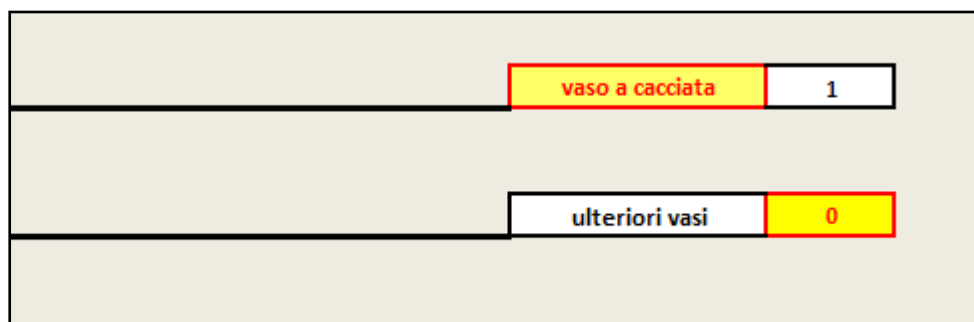 vaso a cacciata 1
ulteriori vasi 0